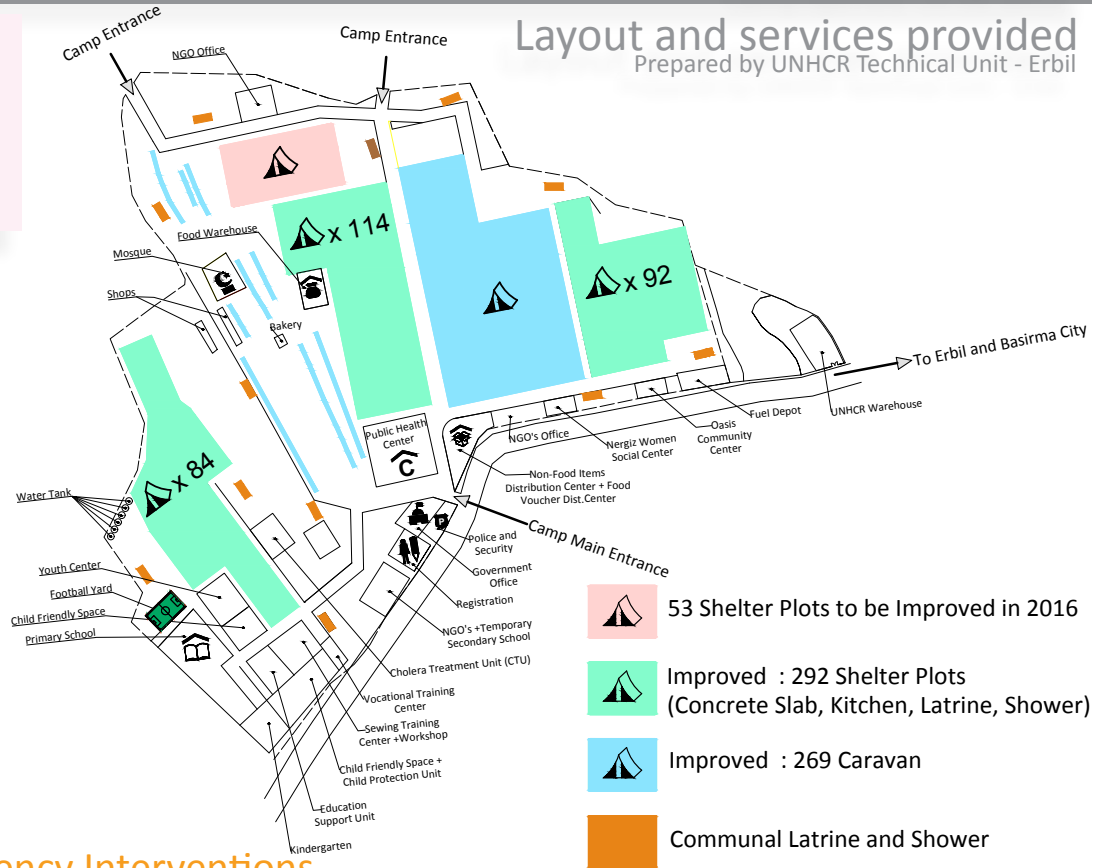 Layout and services provided
Prepared by UNHCR Technical Unit - Erbil
Camp Entrance
Camp Entrance
NGO Office
Food Warehouse
x 114
Mosque
Shops
Bakery
x 92
To Erbil and Basirma City
UNHCR Warehouse
Fuel Depot
Oasis
Community
Center
Nergiz Women
Social Center
NGO's Office
Public Health
Center
C
Non-Food Items
Distribution Center + Food
Voucher Dist.Center
Camp Main Entrance
x 84
Water Tank
P
Police and
Security
Government
Office
Registration
NGO's +Temporary
Secondary School
Youth Center
Football Yard
Child Friendly Space
Primary School
Cholera Treatment Unit (CTU)
Vocational Training
Center
Sewing Training
Center +Workshop
Child Friendly Space +
Child Protection Unit
Education
Support Unit
Kindergarten
53 Shelter Plots to be Improved in 2016
Improved : 292 Shelter Plots
(Concrete Slab, Kitchen, Latrine, Shower)
Improved : 269 Caravan
Communal Latrine and Shower
ency Interventions